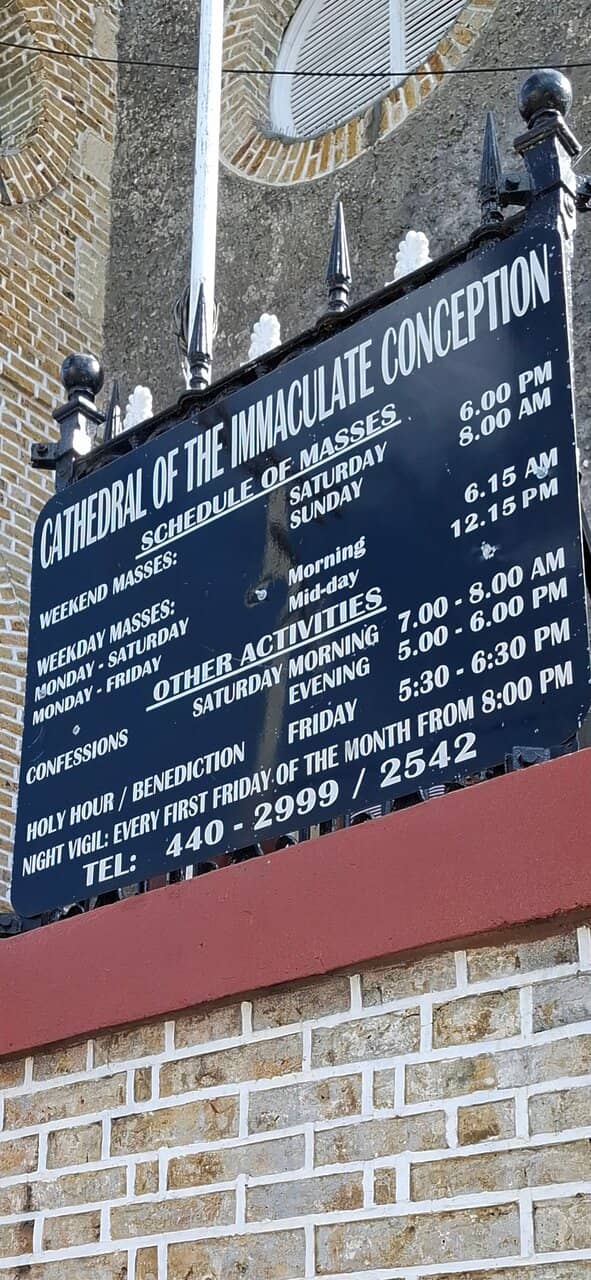 CATHEDRAL OF THE IMMACULATE CONCEPTION
SCHEDULE OF MASSES
WEEKEND MASSES: SATURDAY 6.00 PM
SUNDAY 8.00 AM
WEEKDAY MASSES:
MONDAY - SATURDAY Morning 6.15 AM
MONDAY - FRIDAY Mid-day 12.15 PM
OTHER ACTIVITIES
CONFESSIONS SATURDAY MORNING 7.00 - 8.00 AM
EVENING 5.00 - 6.00 PM
HOLY HOUR / BENEDICTION FRIDAY 5:30 - 6:30 PM
NIGHT VIGIL: EVERY FIRST FRIDAY OF THE MONTH FROM 8:00 PM
TEL: 440 - 2999 / 2542